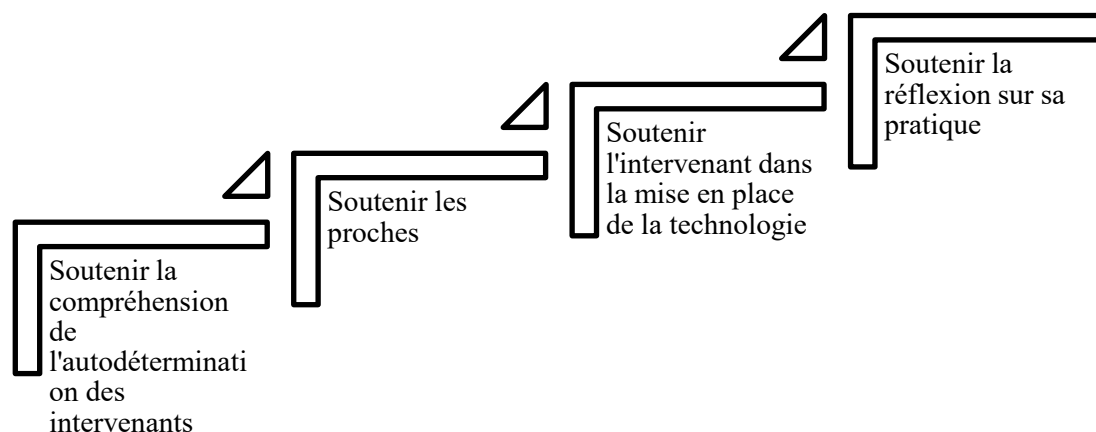 Soutenir la
compréhension
de
l'autodéterminati
on des
intervenants
Soutenir les
proches
Soutenir
l'intervenant dans
la mise en place
de la technologie
Soutenir la
réflexion sur sa
pratique